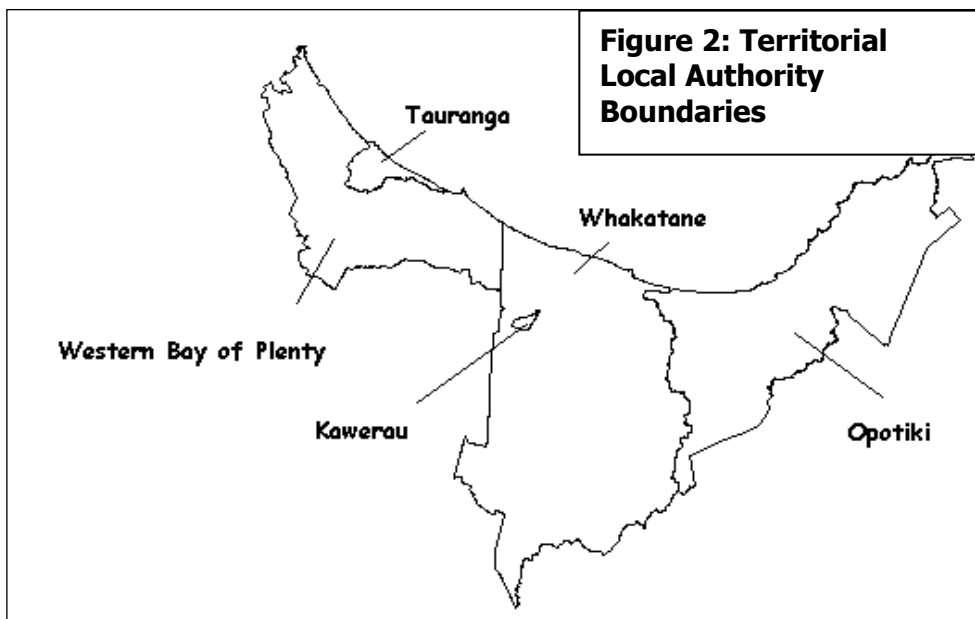 Figure 2: Territorial
Local Authority
Boundaries
Tauranga
Whakatane
Western Bay of Plenty
Kawerau
Opotiki